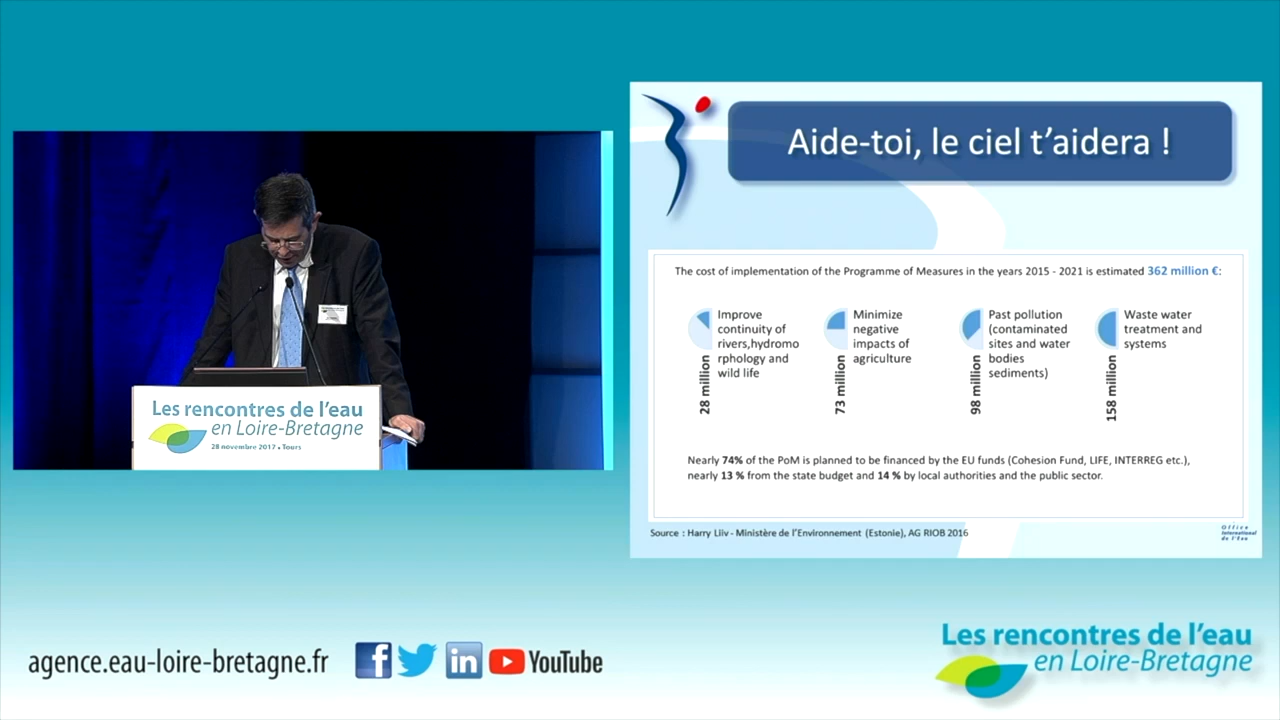 Aide-toi, le ciel t’aidera !
The cost of implementation of the Programme of Measures in the years 2015 - 2021 is estimated 362 million €:
28 million
Improve
continuity of
rivers,hydromo
rphology and
wild life
73 million
Minimize
negative
impacts of
agriculture
98 million
Past pollution
(contaminated
sites and water
bodies
sediments)
158 million
Waste water
treatment and
systems
Nearly 74% of the PoM is planned to be financed by the EU funds (Cohesion Fund, LIFE, INTERREG etc.),
nearly 13 % from the state budget and 14 % by local authorities and the public sector.
Source : Harry Liiv - Ministère de l’Environnement (Estonie), AG RIOB 2016
Office
International
de l’Eau
Les rencontres de l’eau
en Loire-Bretagne
28 novembre 2017 • Tours
agence.eau-loire-bretagne.fr
f
in
YouTube
Les rencontres de l’eau
en Loire-Bretagne